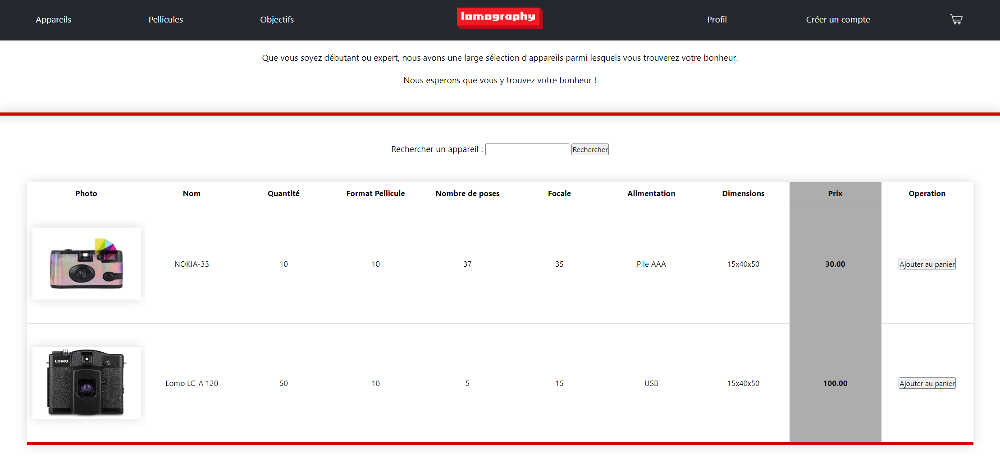 Appareils Pellicules Objectifs lomography Profil Créer un compte
Que vous soyez débutant ou expert, nous avons une large sélection d'appareils parmi lesquels vous trouverez votre bonheur.
Nous esperons que vous y trouvez votre bonheur !
Rechercher un appareil : Rechercher
Photo Nom Quantité Format Pellicule Nombre de poses Focale Alimentation Dimensions Prix Operation
NOKIA-33 10 10 37 35 Pile AAA 15x40x50 30.00 Ajouter au panier
LOMO
Lomo LC-A 120 50 10 5 15 USB 15x40x50 100.00 Ajouter au panier